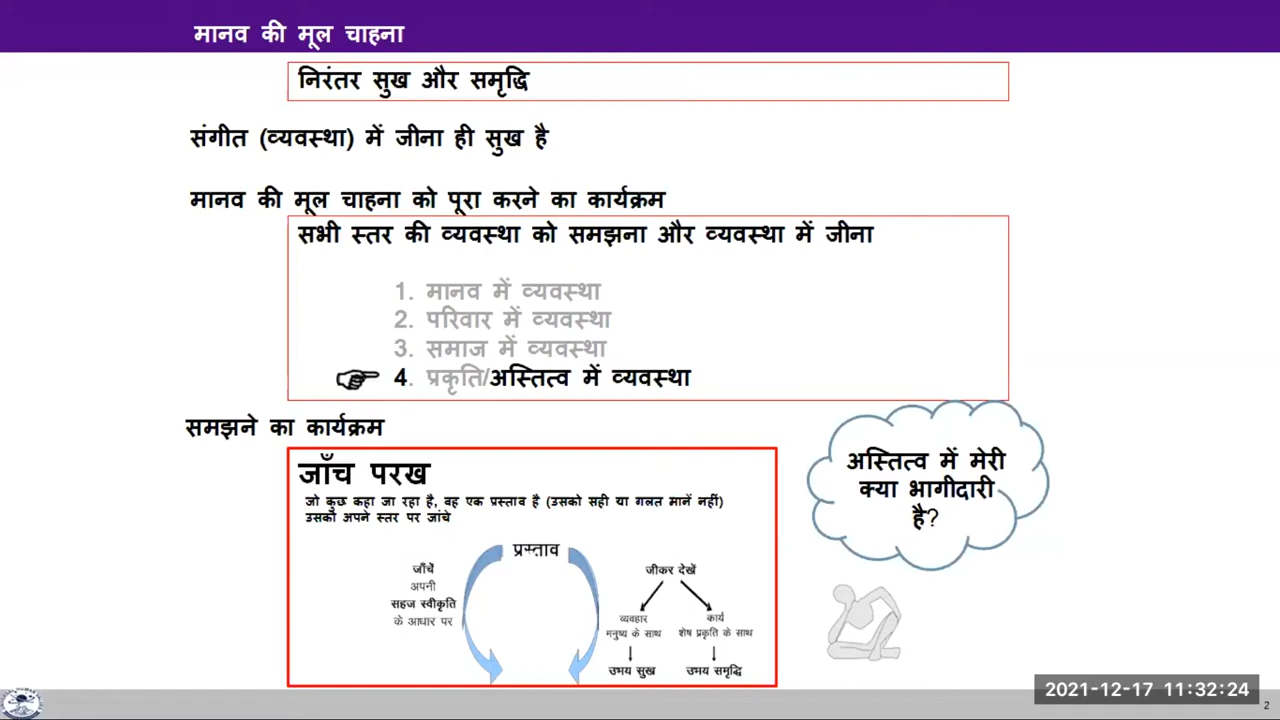 मानव की मूल चाहना
निरंतर सुख और समृद्धि
संगीत (व्यवस्था) में जीना ही सुख है
मानव की मूल चाहना को पूरा करने का कार्यक्रम
सभी स्तर की व्यवस्था को समझना और व्यवस्था में जीना
1. मानव में व्यवस्था
2. परिवार में व्यवस्था
3. समाज में व्यवस्था
4. प्रकृति/अस्तित्व में व्यवस्था
समझने का कार्यक्रम
जाँच परख
जो कुछ कहा जा रहा है, वह एक प्रस्ताव है (उसको सही या गलत मानें नहीं)
उसको अपने स्तर पर जांचे
प्रस्ताव
जाँचें
अपनी
सहज स्वीकृति
के आधार पर
जीकर देखें
व्यवहार
मनुष्य के साथ
उभय सुख
कार्य
शेष प्रकृति के साथ
उभय समृद्धि
अस्तित्व में मेरी
क्या भागीदारी
है?
2021-12-17 11:32:24
2